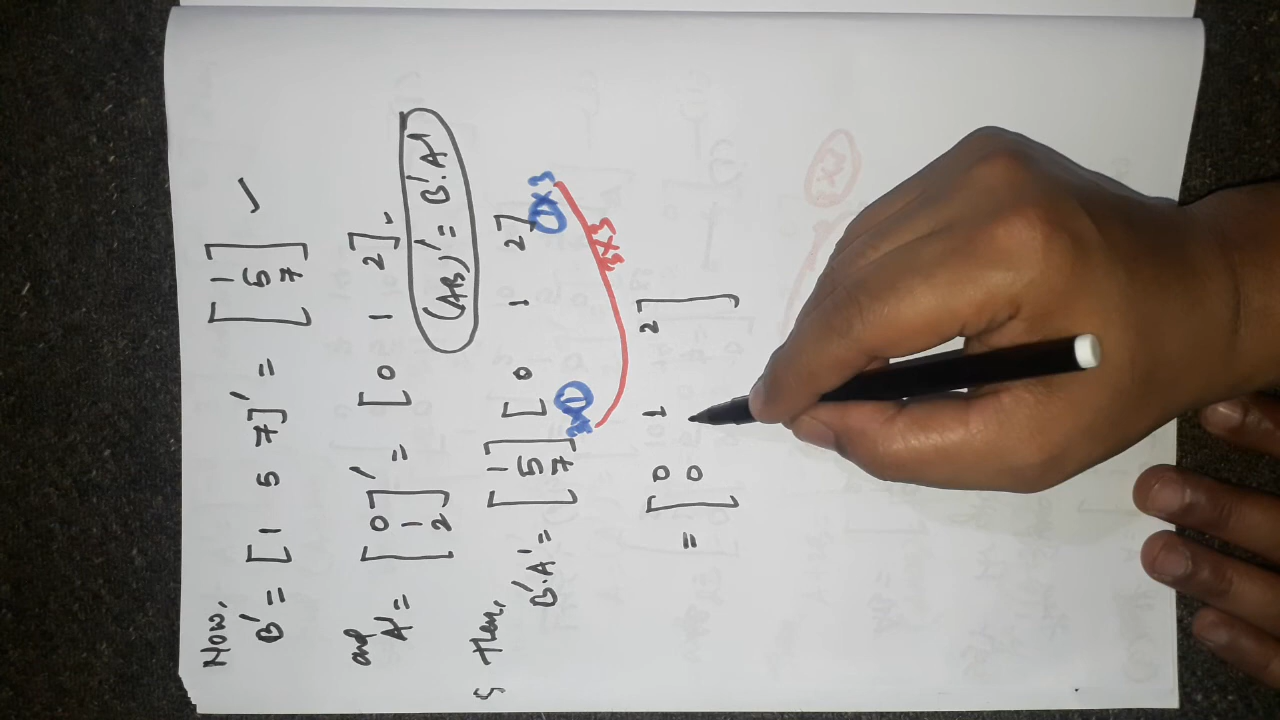 Now,
B' = [1 5 7]' = [1 5 7] ✓
and A' = [0 1 2]' = [0 1 2].
(AB)' = B'.A'
§ then,
B'.A' = [1 5 7] [0 1 2]
3×1 1×3
3×3
= [0 1 2
0 ]